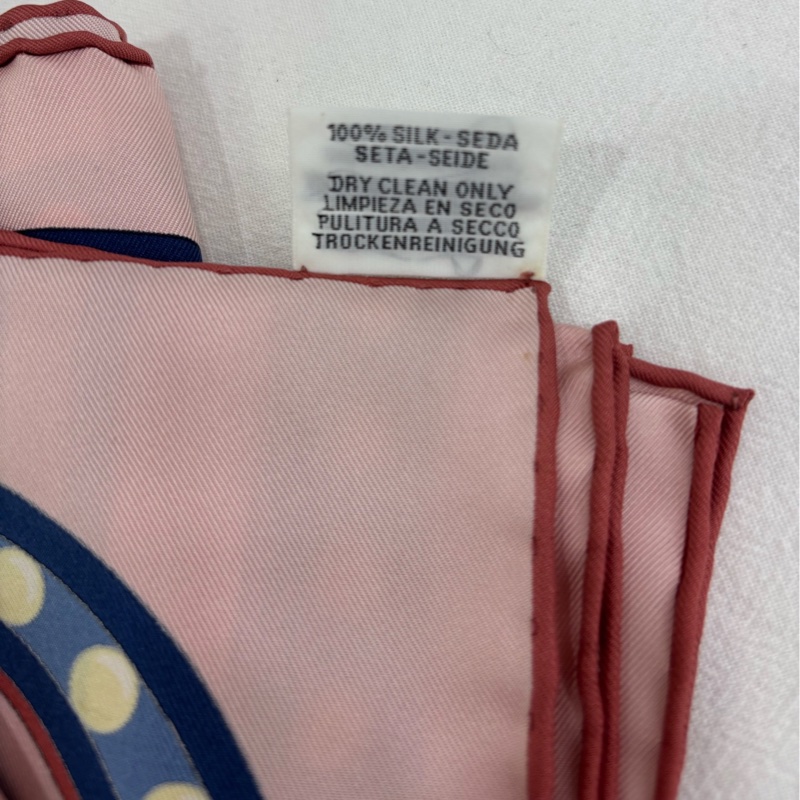 100% SILK-SEDA
SETA-SEIDE
DRY CLEAN ONLY
LIMPIEZA EN SECO
PULITURA A SECCO
TROCKENREINIGUNG